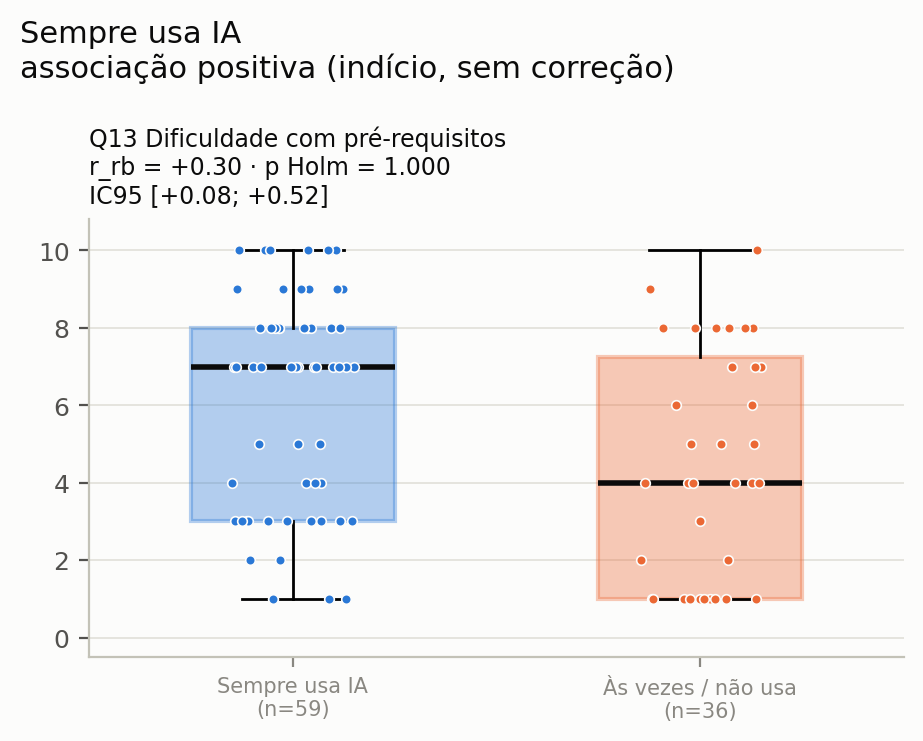 Sempre usa IA
associação positiva (indício, sem correção)
Q13 Dificuldade com pré-requisitos
r_rb = +0.30 · p Holm = 1.000
IC95 [+0.08; +0.52]
10
8
6
4
2
0
Sempre usa IA
(n=59)
Às vezes / não usa
(n=36)